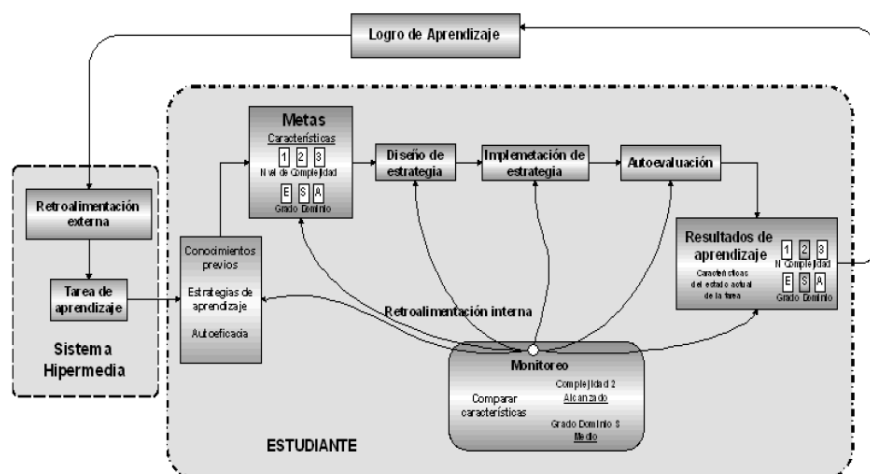 Logro de Aprendizaje
Metas
Características
1 2 3
Nivel de Complejidad
E S A
Grado Dominio
Diseño de
estrategia
Implemetación de
estrategia
Autoevaluación
Retroalimentación
externa
Tarea de
aprendizaje
Sistema
Hipermedia
Conocimientos
previos
Estrategias de
aprendizaje
Autoeficacia
Resultados de
aprendizaje
Características
del estado actual
de la tarea
1 2 3
N Complejidad
E S A
Grado Dominio
Retroalimentación interna
Monitoreo
Comparar
características
Complejidad 2
Alcanzado
Grado Dominio S
Medio
ESTUDIANTE